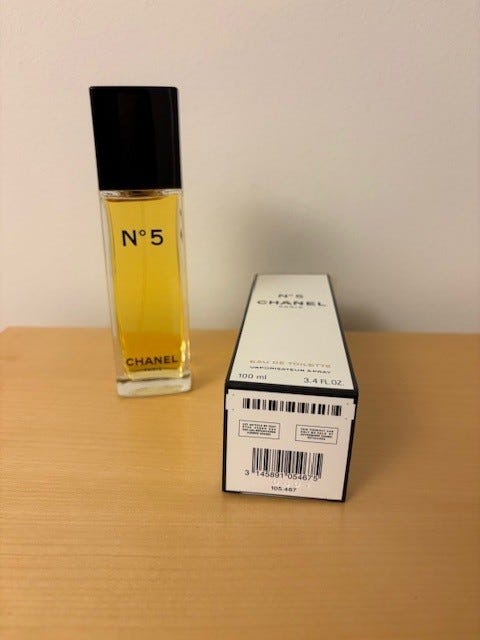 N°5
CHANEL
PARIS
N°5
CHANEL
PARIS
EAU DE TOILETTE
VAPORISATEUR SPRAY
100 ml 3.4 FL.OZ.
3 145891 054675
105.467